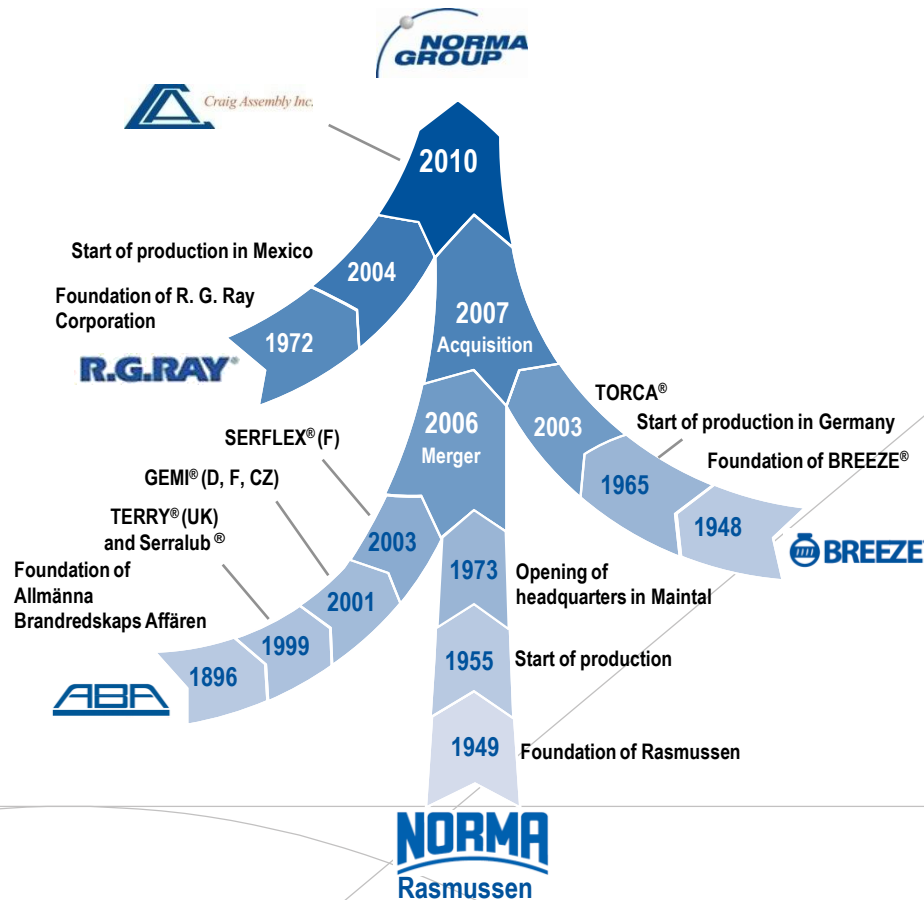 NORMA
GROUP
Craig Assembly Inc.
2010
Start of production in Mexico
2004
Foundation of R. G. Ray
Corporation
1972
R.G.RAY®
2007
Acquisition
TORCA®
2003
Start of production in Germany
1965
Foundation of BREEZE®
1948
BREEZE
2006
Merger
SERFLEX® (F)
2003
GEMI® (D, F, CZ)
2001
TERRY® (UK)
and Serralub ®
1999
Foundation of
Allmänna
Brandredskaps Affären
1896
ABA
1973
Opening of
headquarters in Maintal
1955
Start of production
1949
Foundation of Rasmussen
NORMA
Rasmussen